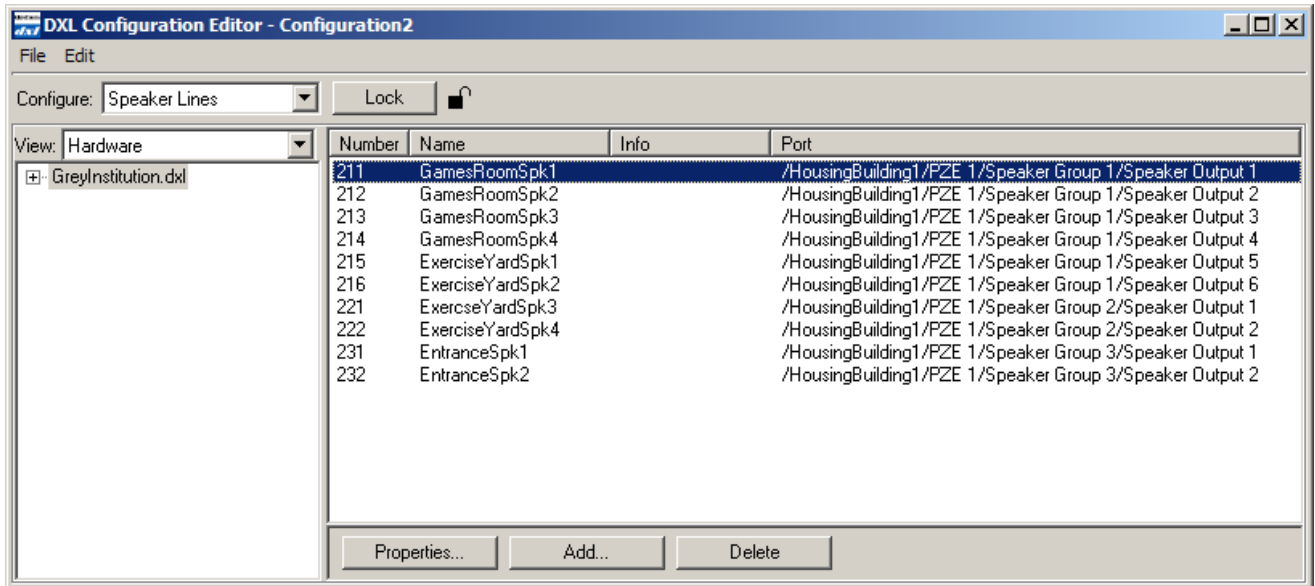 DXL Configuration Editor - Configuration2
File Edit
Configure: Speaker Lines Lock
View: Hardware
GreyInstitution.dxl
Number Name Info Port
211 GamesRoomSpk1 /HousingBuilding1/PZE 1/Speaker Group 1/Speaker Output 1
212 GamesRoomSpk2 /HousingBuilding1/PZE 1/Speaker Group 1/Speaker Output 2
213 GamesRoomSpk3 /HousingBuilding1/PZE 1/Speaker Group 1/Speaker Output 3
214 GamesRoomSpk4 /HousingBuilding1/PZE 1/Speaker Group 1/Speaker Output 4
215 ExerciseYardSpk1 /HousingBuilding1/PZE 1/Speaker Group 1/Speaker Output 5
216 ExerciseYardSpk2 /HousingBuilding1/PZE 1/Speaker Group 1/Speaker Output 6
221 ExercseYardSpk3 /HousingBuilding1/PZE 1/Speaker Group 2/Speaker Output 1
222 ExerciseYardSpk4 /HousingBuilding1/PZE 1/Speaker Group 2/Speaker Output 2
231 EntranceSpk1 /HousingBuilding1/PZE 1/Speaker Group 3/Speaker Output 1
232 EntranceSpk2 /HousingBuilding1/PZE 1/Speaker Group 3/Speaker Output 2
Properties... Add... Delete